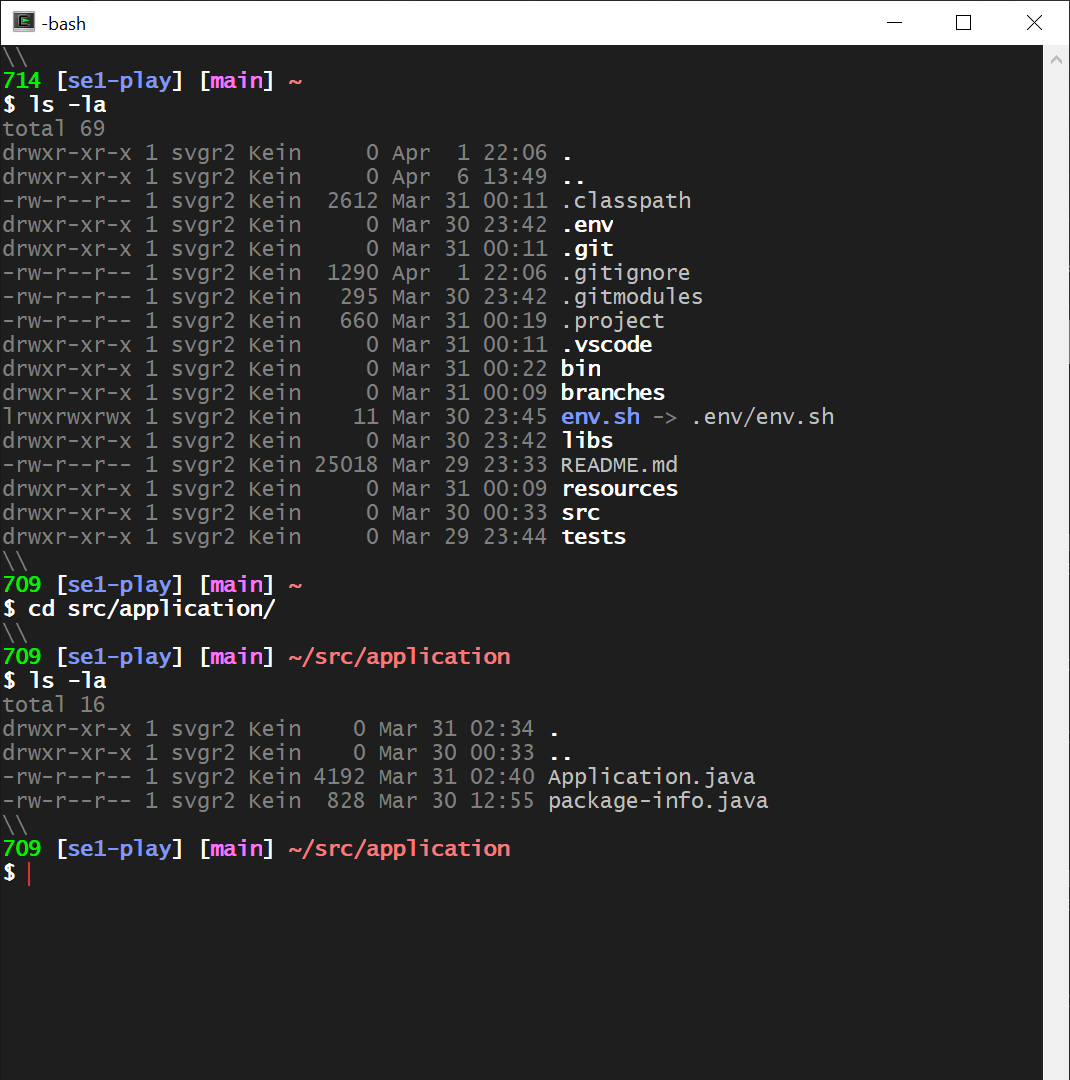 -bash
\\
714 [se1-play] [main] ~
$ ls -la
total 69
drwxr-xr-x 1 svgr2 Kein     0 Apr  1 22:06 .
drwxr-xr-x 1 svgr2 Kein     0 Apr  6 13:49 ..
-rw-r--r-- 1 svgr2 Kein  2612 Mar 31 00:11 .classpath
drwxr-xr-x 1 svgr2 Kein     0 Mar 30 23:42 .env
drwxr-xr-x 1 svgr2 Kein     0 Mar 31 00:11 .git
-rw-r--r-- 1 svgr2 Kein  1290 Apr  1 22:06 .gitignore
-rw-r--r-- 1 svgr2 Kein   295 Mar 30 23:42 .gitmodules
-rw-r--r-- 1 svgr2 Kein   660 Mar 31 00:19 .project
drwxr-xr-x 1 svgr2 Kein     0 Mar 31 00:11 .vscode
drwxr-xr-x 1 svgr2 Kein     0 Mar 31 00:22 bin
drwxr-xr-x 1 svgr2 Kein     0 Mar 31 00:09 branches
lrwxrwxrwx 1 svgr2 Kein    11 Mar 30 23:45 env.sh -> .env/env.sh
drwxr-xr-x 1 svgr2 Kein     0 Mar 30 23:42 libs
-rw-r--r-- 1 svgr2 Kein 25018 Mar 29 23:33 README.md
drwxr-xr-x 1 svgr2 Kein     0 Mar 31 00:09 resources
drwxr-xr-x 1 svgr2 Kein     0 Mar 30 00:33 src
drwxr-xr-x 1 svgr2 Kein     0 Mar 29 23:44 tests
\\
709 [se1-play] [main] ~
$ cd src/application/
\\
709 [se1-play] [main] ~/src/application
$ ls -la
total 16
drwxr-xr-x 1 svgr2 Kein    0 Mar 31 02:34 .
drwxr-xr-x 1 svgr2 Kein    0 Mar 30 00:33 ..
-rw-r--r-- 1 svgr2 Kein 4192 Mar 31 02:40 Application.java
-rw-r--r-- 1 svgr2 Kein  828 Mar 30 12:55 package-info.java
\\
709 [se1-play] [main] ~/src/application
$